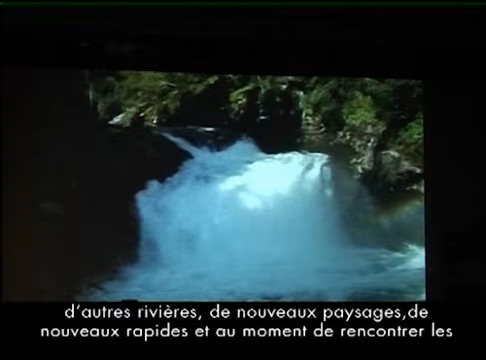 d'autres rivières, de nouveaux paysages,de
nouveaux rapides et au moment de rencontrer les